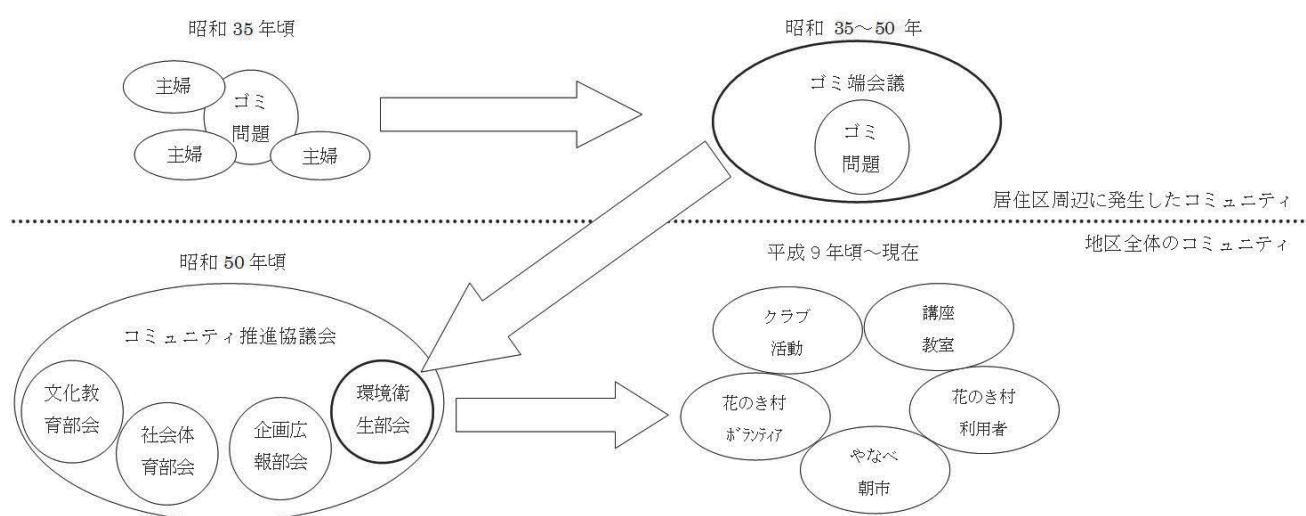 昭和 35 年頃
主婦
ゴミ
問題
主婦
主婦
昭和 35～50 年
ゴミ端会議
ゴミ
問題
居住区周辺に発生したコミュニティ
地区全体のコミュニティ
昭和 50 年頃
コミュニティ推進協議会
文化教
育部会
社会体
育部会
企画広
報部会
環境衛
生部会
平成 9 年頃～現在
クラブ
活動
講座
教室
花のき村
ﾎﾞﾗﾝﾃｨｱ
花のき村
利用者
やなべ
朝市